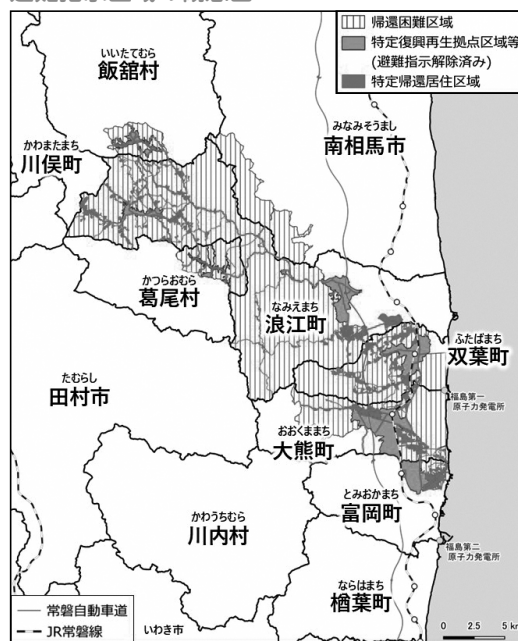 帰還困難区域
特定復興再生拠点区域等
(避難指示解除済み)
特定帰還居住区域
いいたてむら
飯舘村
かわまたまち
川俣町
みなみそうまし
南相馬市
かつらおむら
葛尾村
なみえまち
浪江町
ふたばまち
双葉町
たむらし
田村市
福島第一
原子力発電所
おおくままち
大熊町
とみおかまち
富岡町
かわうちむら
川内村
福島第二
原子力発電所
ならはまち
楢葉町
常磐自動車道
JR常磐線
いわき市
0 2.5 5 km